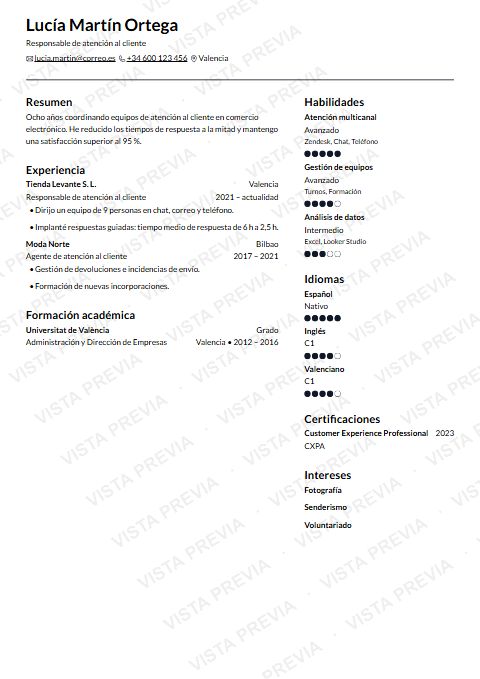 Lucía Martín Ortega
Responsable de atención al cliente
lucia.martin@correo.es +34 600 123 456 Valencia
Resumen
Ocho años coordinando equipos de atención al cliente en comercio
electrónico. He reducido los tiempos de respuesta a la mitad y mantengo
una satisfacción superior al 95 %.
Experiencia
Tienda Levante S. L. Valencia
Responsable de atención al cliente 2021 – actualidad
• Dirijo un equipo de 9 personas en chat, correo y teléfono.
• Implanté respuestas guiadas: tiempo medio de respuesta de 6 h a 2,5 h.
Moda Norte Bilbao
Agente de atención al cliente 2017 – 2021
• Gestión de devoluciones e incidencias de envío.
• Formación de nuevas incorporaciones.
Formación académica
Universitat de València Grado
Administración y Dirección de Empresas Valencia • 2012 – 2016
Habilidades
Atención multicanal
Avanzado
Zendesk, Chat, Teléfono
Gestión de equipos
Avanzado
Turnos, Formación
Análisis de datos
Intermedio
Excel, Looker Studio
Idiomas
Español
Nativo
Inglés
C1
Valenciano
C1
Certificaciones
Customer Experience Professional 2023
CXPA
Intereses
Fotografía
Senderismo
Voluntariado
VISTA PREVIA